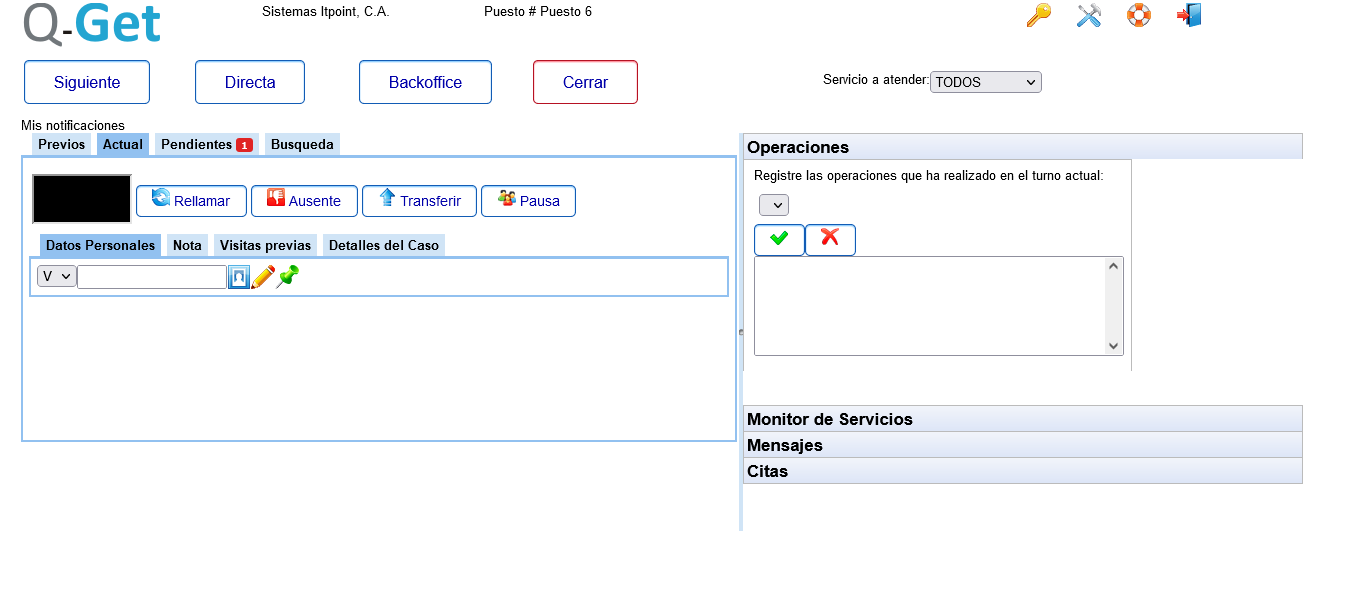 Q-Get
Sistemas Itpoint, C.A. Puesto # Puesto 6
Siguiente Directa Backoffice Cerrar
Servicio a atender: TODOS
Mis notificaciones
Previos Actual Pendientes 1 Busqueda
Rellamar Ausente Transferir Pausa
Datos Personales Nota Visitas previas Detalles del Caso
V
Operaciones
Registre las operaciones que ha realizado en el turno actual:
Monitor de Servicios
Mensajes
Citas